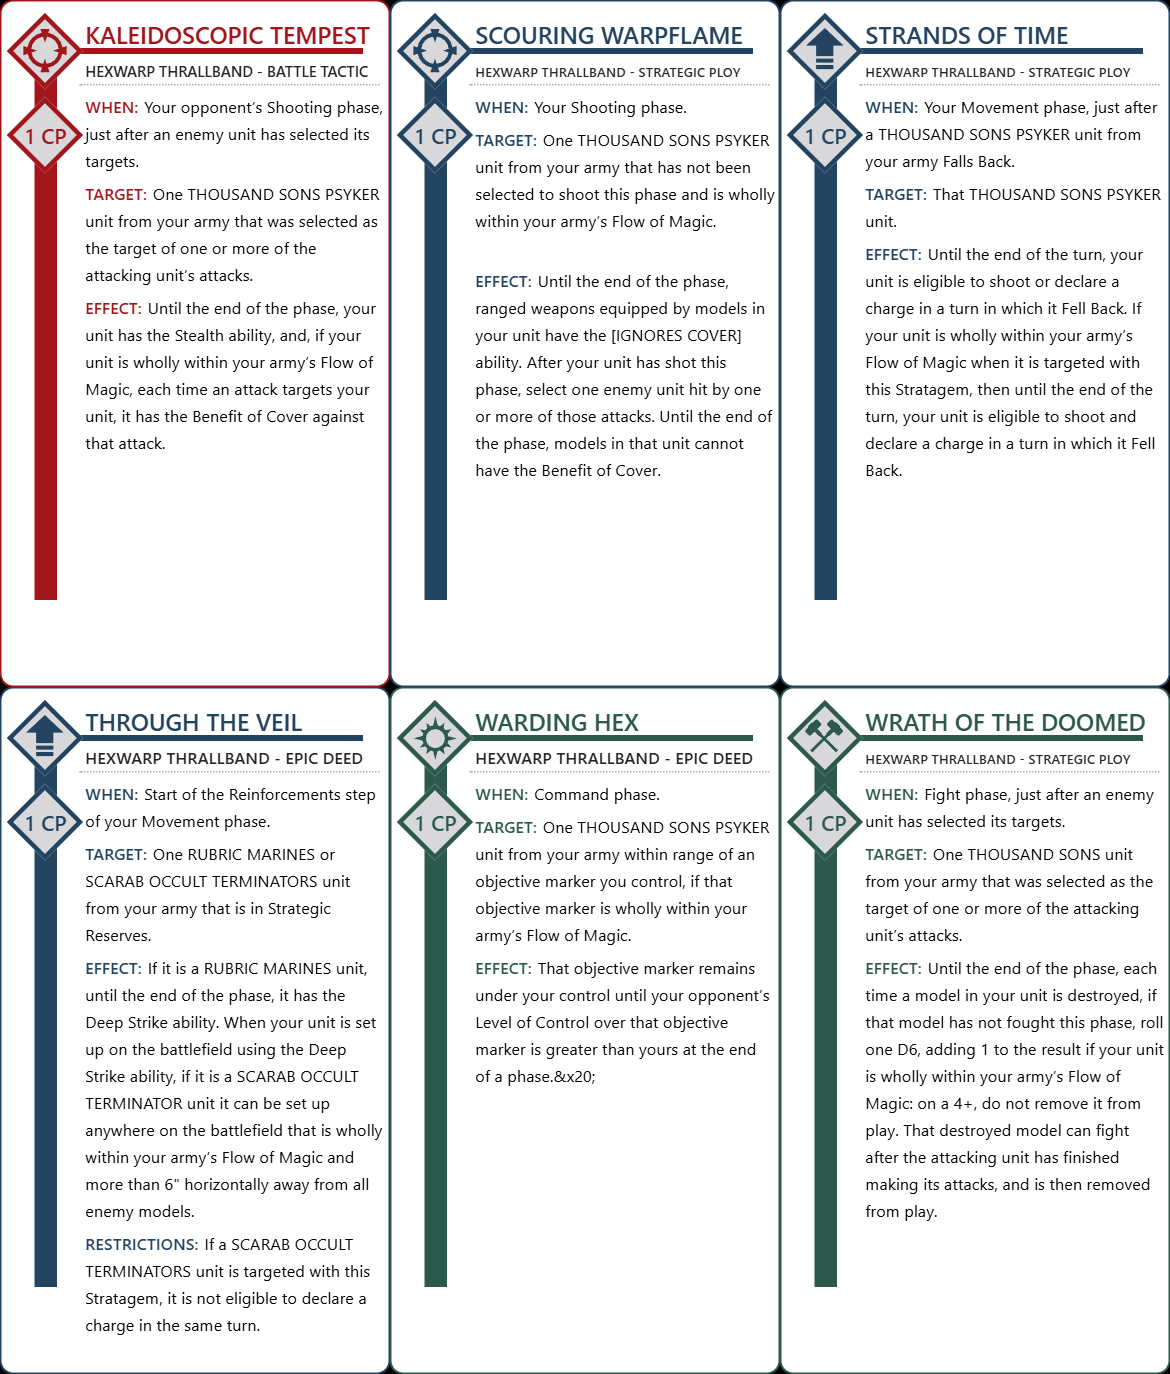 KALEIDOSCOPIC TEMPEST
HEXWARP THRALLBAND - BATTLE TACTIC
1 CP
WHEN: Your opponent's Shooting phase,
just after an enemy unit has selected its
targets.
TARGET: One THOUSAND SONS PSYKER
unit from your army that was selected as
the target of one or more of the
attacking unit's attacks.
EFFECT: Until the end of the phase, your
unit has the Stealth ability, and, if your
unit is wholly within your army's Flow of
Magic, each time an attack targets your
unit, it has the Benefit of Cover against
that attack.
SCOURING WARPFLAME
HEXWARP THRALLBAND - STRATEGIC PLOY
1 CP
WHEN: Your Shooting phase.
TARGET: One THOUSAND SONS PSYKER
unit from your army that has not been
selected to shoot this phase and is wholly
within your army's Flow of Magic.
EFFECT: Until the end of the phase,
ranged weapons equipped by models in
your unit have the [IGNORES COVER]
ability. After your unit has shot this
phase, select one enemy unit hit by one
or more of those attacks. Until the end of
the phase, models in that unit cannot
have the Benefit of Cover.
STRANDS OF TIME
HEXWARP THRALLBAND - STRATEGIC PLOY
1 CP
WHEN: Your Movement phase, just after
a THOUSAND SONS PSYKER unit from
your army Falls Back.
TARGET: That THOUSAND SONS PSYKER
unit.
EFFECT: Until the end of the turn, your
unit is eligible to shoot or declare a
charge in a turn in which it Fell Back. If
your unit is wholly within your army's
Flow of Magic when it is targeted with
this Stratagem, then until the end of the
turn, your unit is eligible to shoot and
declare a charge in a turn in which it Fell
Back.
THROUGH THE VEIL
HEXWARP THRALLBAND - EPIC DEED
1 CP
WHEN: Start of the Reinforcements step
of your Movement phase.
TARGET: One RUBRIC MARINES or
SCARAB OCCULT TERMINATORS unit
from your army that is in Strategic
Reserves.
EFFECT: If it is a RUBRIC MARINES unit,
until the end of the phase, it has the
Deep Strike ability. When your unit is set
up on the battlefield using the Deep
Strike ability, if it is a SCARAB OCCULT
TERMINATOR unit it can be set up
anywhere on the battlefield that is wholly
within your army's Flow of Magic and
more than 6" horizontally away from all
enemy models.
RESTRICTIONS: If a SCARAB OCCULT
TERMINATORS unit is targeted with this
Stratagem, it is not eligible to declare a
charge in the same turn.
WARDING HEX
HEXWARP THRALLBAND - EPIC DEED
1 CP
WHEN: Command phase.
TARGET: One THOUSAND SONS PSYKER
unit from your army within range of an
objective marker you control, if that
objective marker is wholly within your
army's Flow of Magic.
EFFECT: That objective marker remains
under your control until your opponent's
Level of Control over that objective
marker is greater than yours at the end
of a phase.&x20;
WRATH OF THE DOOMED
HEXWARP THRALLBAND - STRATEGIC PLOY
1 CP
WHEN: Fight phase, just after an enemy
unit has selected its targets.
TARGET: One THOUSAND SONS unit
from your army that was selected as the
target of one or more of the attacking
unit's attacks.
EFFECT: Until the end of the phase, each
time a model in your unit is destroyed, if
that model has not fought this phase, roll
one D6, adding 1 to the result if your unit
is wholly within your army's Flow of
Magic: on a 4+, do not remove it from
play. That destroyed model can fight
after the attacking unit has finished
making its attacks, and is then removed
from play.